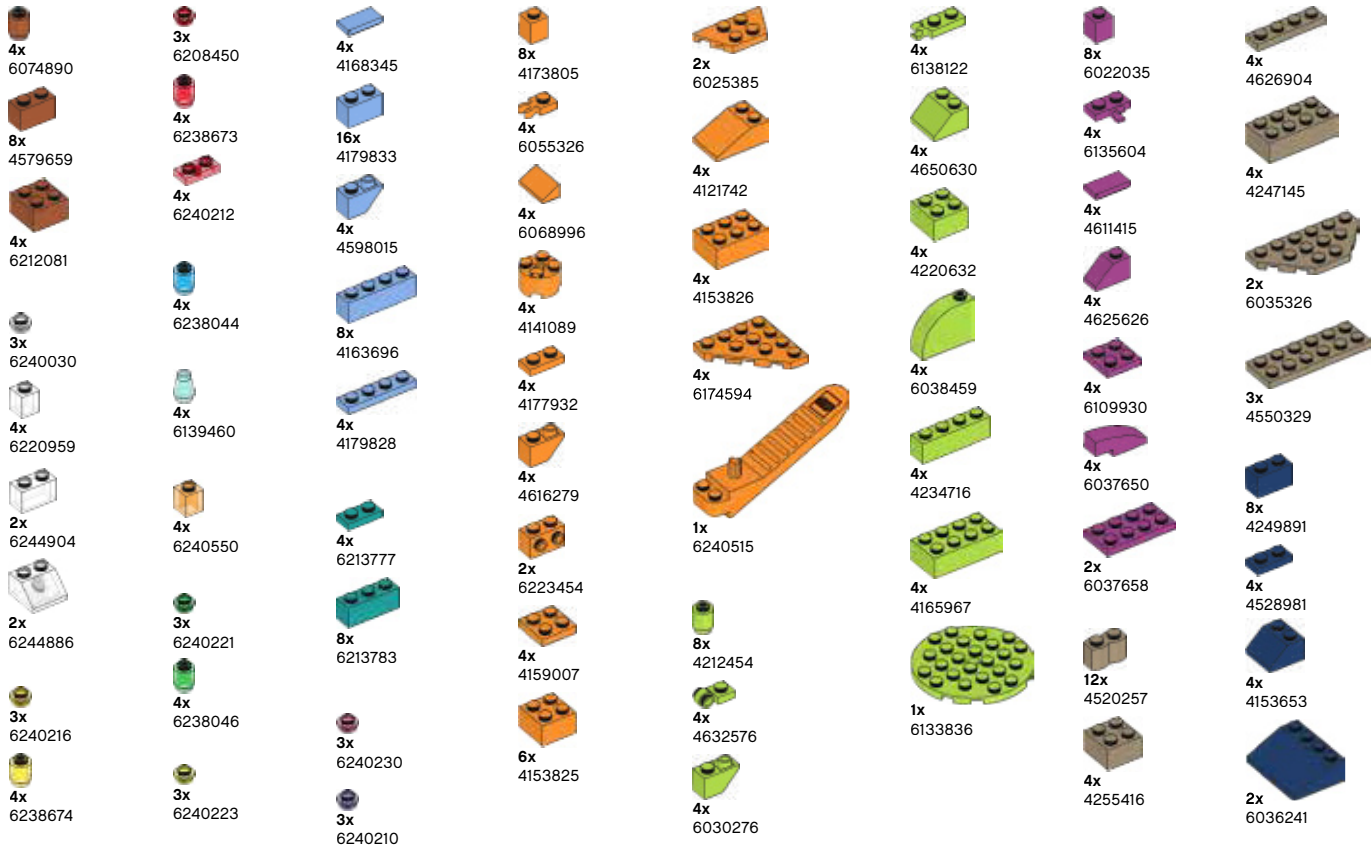 4x
6074890
8x
4579659
4x
6212081
3x
6240030
4x
6220959
2x
6244904
2x
6244886
3x
6240216
4x
6238674
3x
6208450
4x
6238673
4x
6240212
4x
6238044
4x
6139460
4x
6240550
3x
6240221
4x
6238046
3x
6240223
4x
4168345
16x
4179833
4x
4598015
8x
4163696
4x
4179828
4x
6213777
8x
6213783
3x
6240230
3x
6240210
8x
4173805
4x
6055326
4x
6068996
4x
4141089
4x
4177932
4x
4616279
2x
6223454
4x
4159007
6x
4153825
2x
6025385
4x
4121742
4x
4153826
4x
6174594
1x
6240515
8x
4212454
4x
4632576
4x
6030276
4x
6138122
4x
4650630
4x
4220632
4x
6038459
4x
4234716
4x
4165967
1x
6133836
8x
6022035
4x
6135604
4x
4611415
4x
4625626
4x
6109930
4x
6037650
2x
6037658
12x
4520257
4x
4255416
4x
4626904
4x
4247145
2x
6035326
3x
4550329
8x
4249891
4x
4528981
4x
4153653
2x
6036241